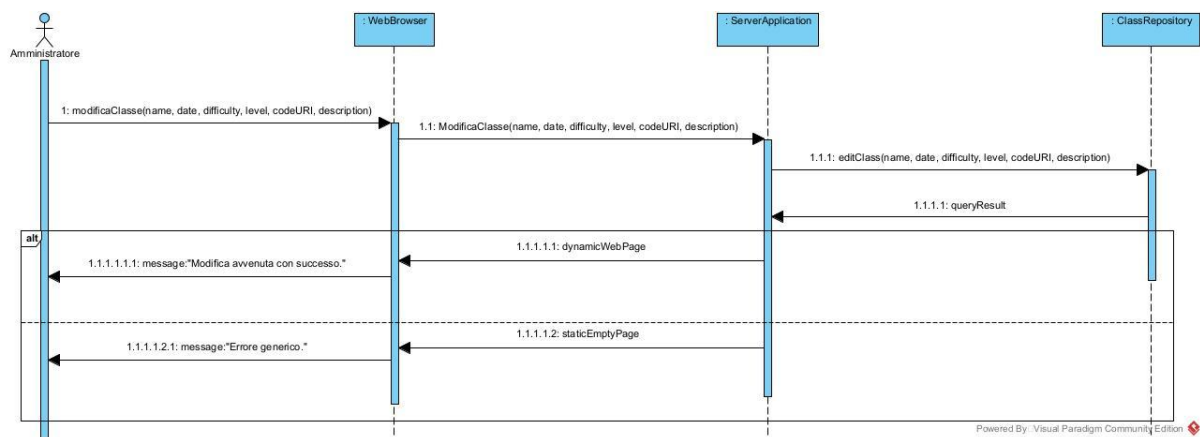 : WebBrowser
: ServerApplication
: ClassRepository
Amministratore
1: modificaClasse(name, date, difficulty, level, codeURI, description)
1.1: ModificaClasse(name, date, difficulty, level, codeURI, description)
1.1.1: editClass(name, date, difficulty, level, codeURI, description)
1.1.1.1: queryResult
alt
1.1.1.1.1: dynamicWebPage
1.1.1.1.1.1: message:"Modifica avvenuta con successo."
1.1.1.1.2: staticEmptyPage
1.1.1.1.2.1: message:"Errore generico."
Powered By Visual Paradigm Community Edition